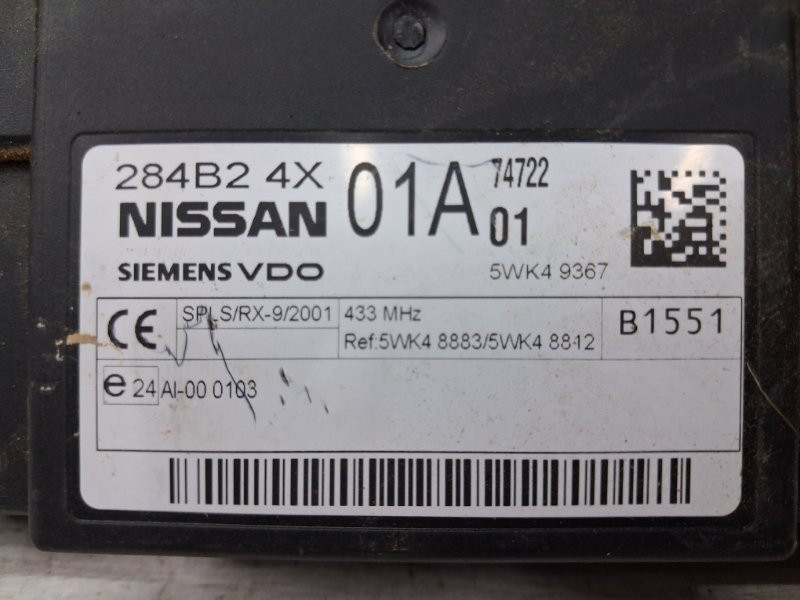 284B2 4X 01A 74722
NISSAN 01
SIEMENS VDO 5WK4 9367
CE SPLS/RX-9/2001 433 MHz B1551
Ref:5WK4 8883/5WK4 8812
e 24 AI-00 0103